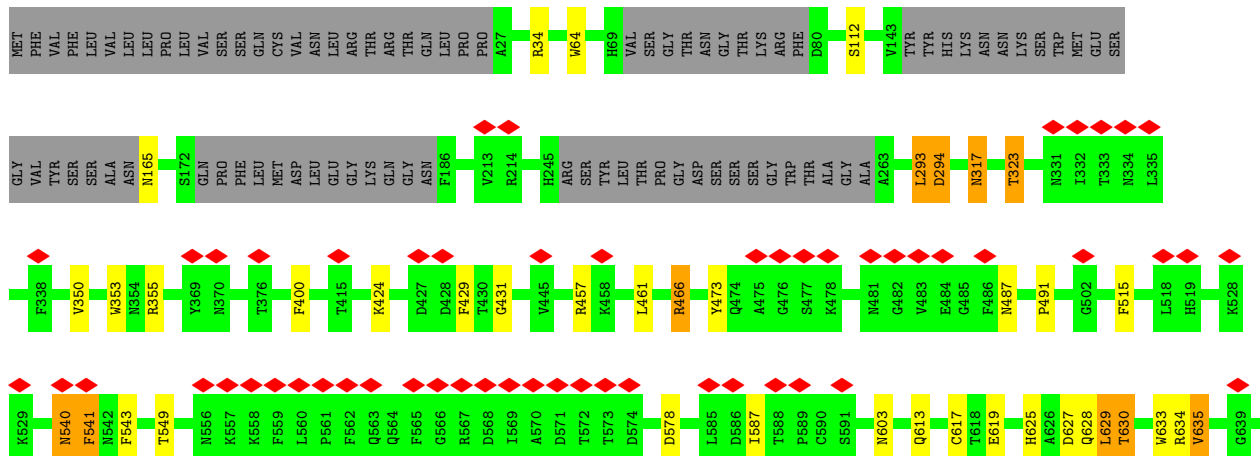 MET PHE VAL PHE LEU VAL LEU LEU PRO LEU VAL SER SER GLN CYS VAL ASN LEU ARG THR ARG THR GLN LEU PRO PRO A27 R34 W64 H69 VAL SER GLY THR ASN GLY THR LYS ARG PHE D80 S112 V143 TYR TYR HIS LYS ASN ASN LYS SER TRP MET GLU SER
GLY VAL TYR SER SER ALA ASN N165 S172 GLN PRO PHE LEU MET ASP LEU GLU GLY LYS GLN GLY ASN F186 V213 R214 H245 ARG SER TYR LEU THR PRO GLY ASP SER SER SER GLY TRP THR ALA GLY ALA A263 L293 D294 N317 T323 N331 I332 T333 N334 L335
F338 V350 W353 N354 R355 Y369 N370 T376 F400 T415 K424 D427 D428 F429 T430 G431 V445 R457 K458 L461 R466 Y473 Q474 A475 G476 S477 K478 N481 G482 V483 E484 G485 F486 N487 P491 G502 F515 L518 H519 K528
K529 N540 F541 N542 F543 T549 N556 K557 K558 F559 L560 P561 F562 Q563 Q564 F565 G566 R567 D568 I569 A570 D571 T572 T573 D574 D578 L585 D586 I587 T588 P589 C590 S591 N603 Q613 C617 T618 E619 H625 A626 D627 Q628 L629 T630 W633 R634 V635 G639